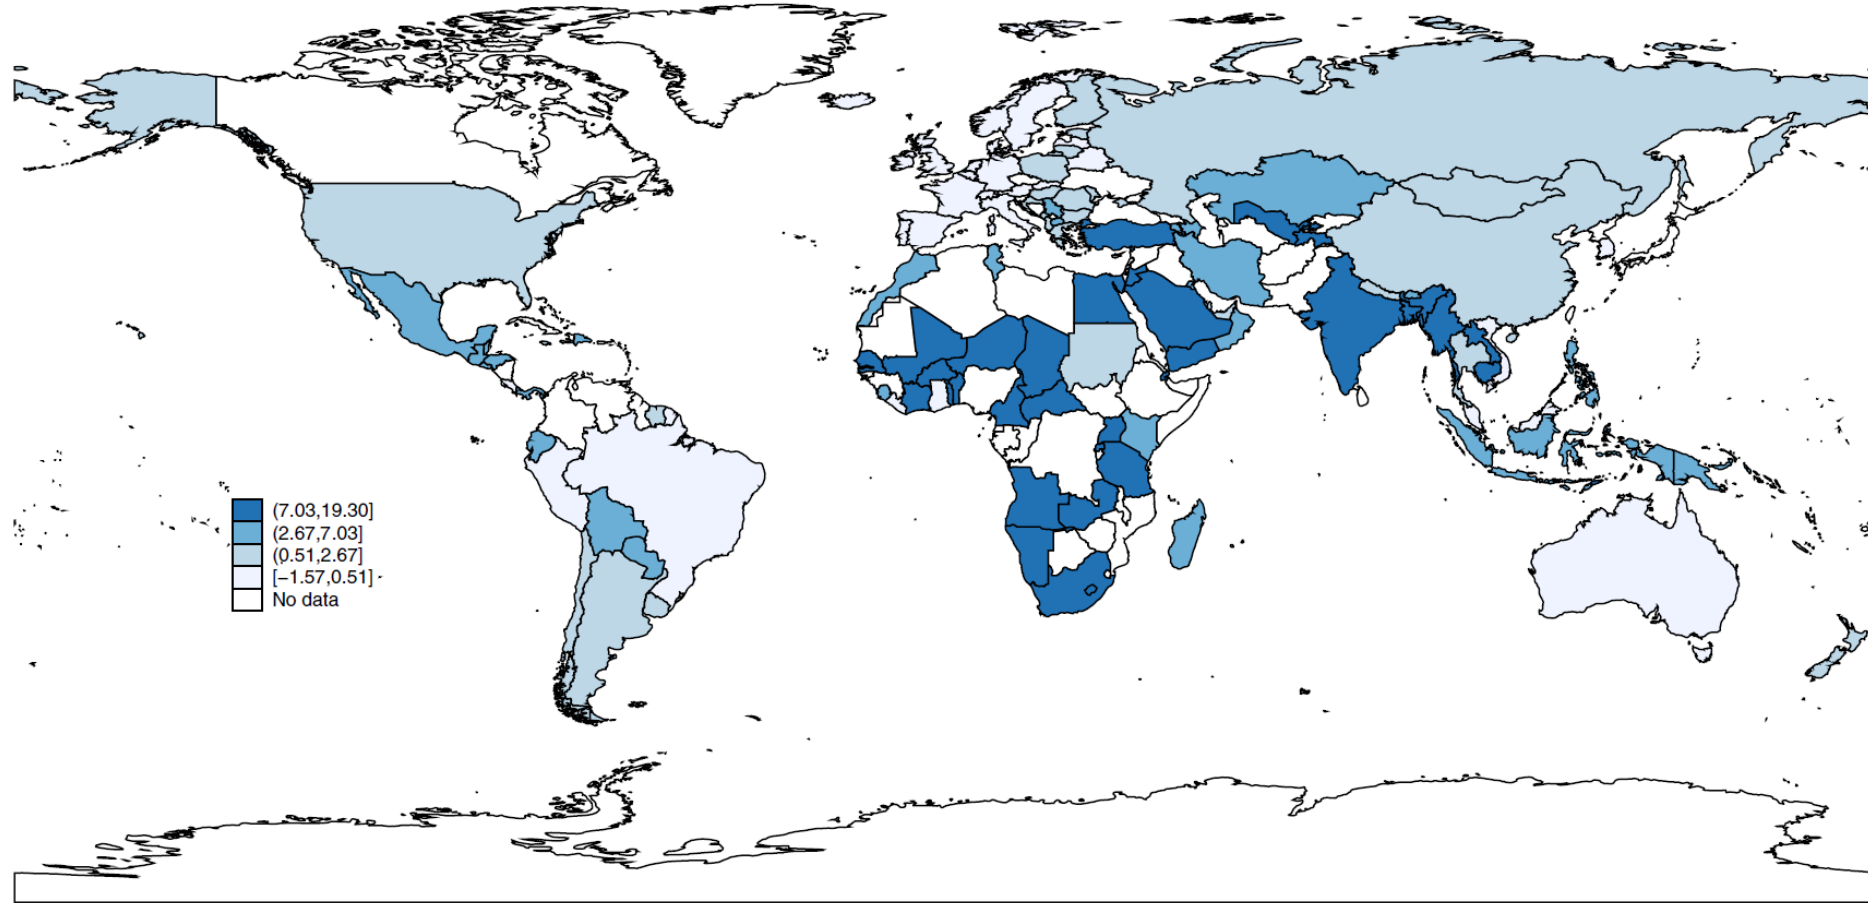 (7.03,19.30]
(2.67,7.03]
(0.51,2.67]
[−1.57,0.51]
No data